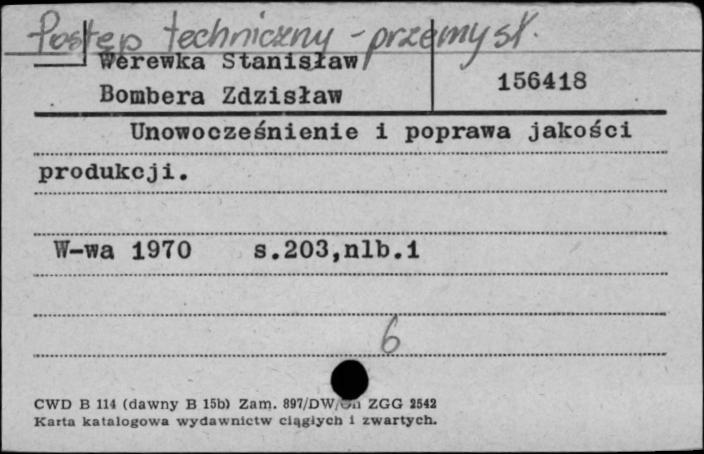 Postęp techniczny - przemysł.
Werewka Stanisław
Bombera Zdzisław
156418
Unowocześnienie i poprawa jakości
produkcji.
W-wa 1970 s.203,nlb.1
6
CWD B 114 (dawny B 15b) Zam. 897/DW/ ZGG 2542
Karta katalogowa wydawnictw ciągłych i zwartych.